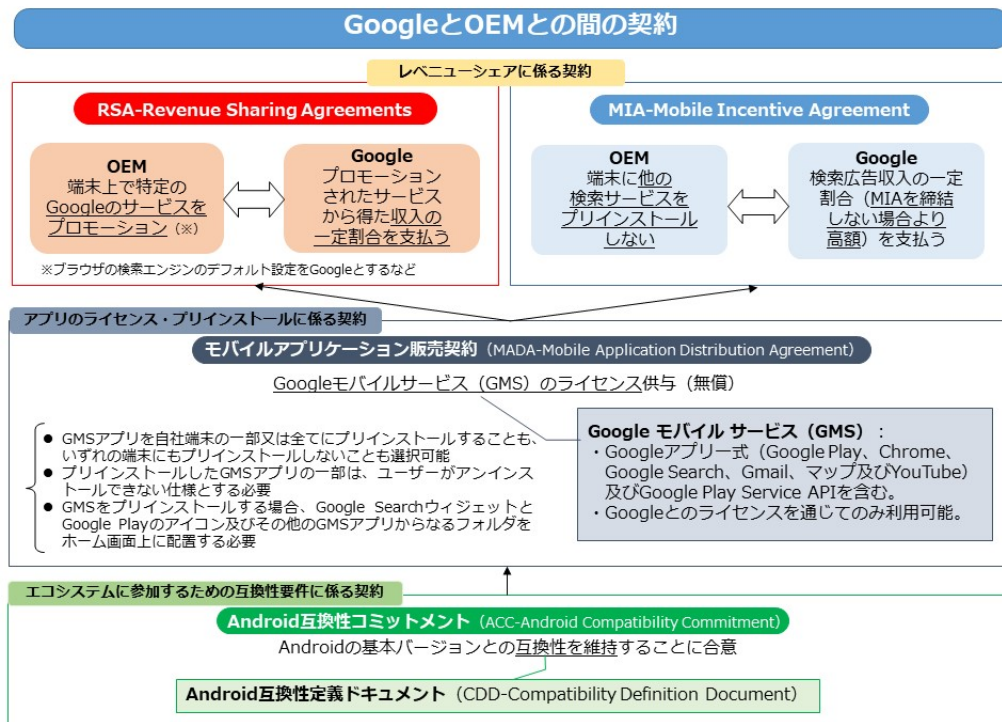 GoogleとOEMとの間の契約
レベニューシェアに係る契約
RSA-Revenue Sharing Agreements
OEM
端末上で特定の
Googleのサービスを
プロモーション（※）
Google
プロモーション
されたサービス
から得た収入の
一定割合を支払う
※ブラウザの検索エンジンのデフォルト設定をGoogleとするなど
MIA-Mobile Incentive Agreement
OEM
端末に他の
検索サービスを
プリインストール
しない
Google
検索広告収入の一定
割合（MIAを締結
しない場合より
高額）を支払う
アプリのライセンス・プリインストールに係る契約
モバイルアプリケーション販売契約（MADA-Mobile Application Distribution Agreement）
Googleモバイルサービス（GMS）のライセンス供与（無償）
● GMSアプリを自社端末の一部又は全てにプリインストールすることも、
いずれの端末にもプリインストールしないことも選択可能
● プリインストールしたGMSアプリの一部は、ユーザーがアンインス
トールできない仕様とする必要
● GMSをプリインストールする場合、Google Searchウィジェットと
Google Playのアイコン及びその他のGMSアプリからなるフォルダを
ホーム画面上に配置する必要
Google モバイル サービス（GMS）：
・Googleアプリ一式（Google Play、Chrome、
Google Search、Gmail、マップ及びYouTube）
及びGoogle Play Service APIを含む。
・Googleとのライセンスを通じてのみ利用可能。
エコシステムに参加するための互換性要件に係る契約
Android互換性コミットメント（ACC-Android Compatibility Commitment）
Androidの基本バージョンとの互換性を維持することに合意
Android互換性定義ドキュメント（CDD-Compatibility Definition Document）